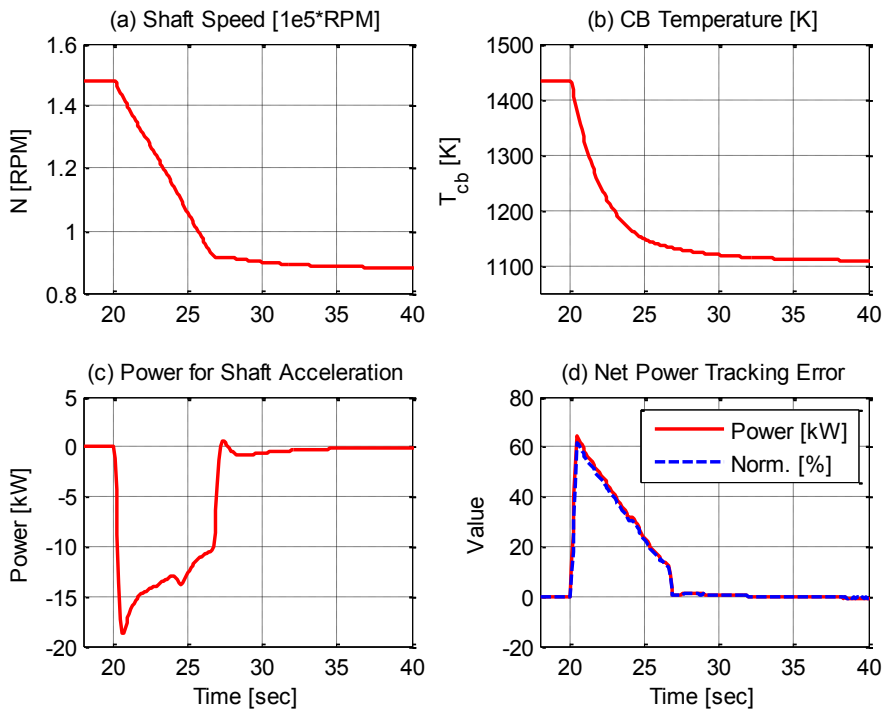 (a) Shaft Speed [1e5*RPM]
1.6
1.4
1.2
1
0.8
N [RPM]
20 25 30 35 40
(b) CB Temperature [K]
1500
1400
1300
1200
1100
T_cb [K]
20 25 30 35 40
(c) Power for Shaft Acceleration
5
0
-5
-10
-15
-20
Power [kW]
20 25 30 35 40
Time [sec]
(d) Net Power Tracking Error
80
60
40
20
0
-20
Value
Power [kW]
Norm. [%]
20 25 30 35 40
Time [sec]